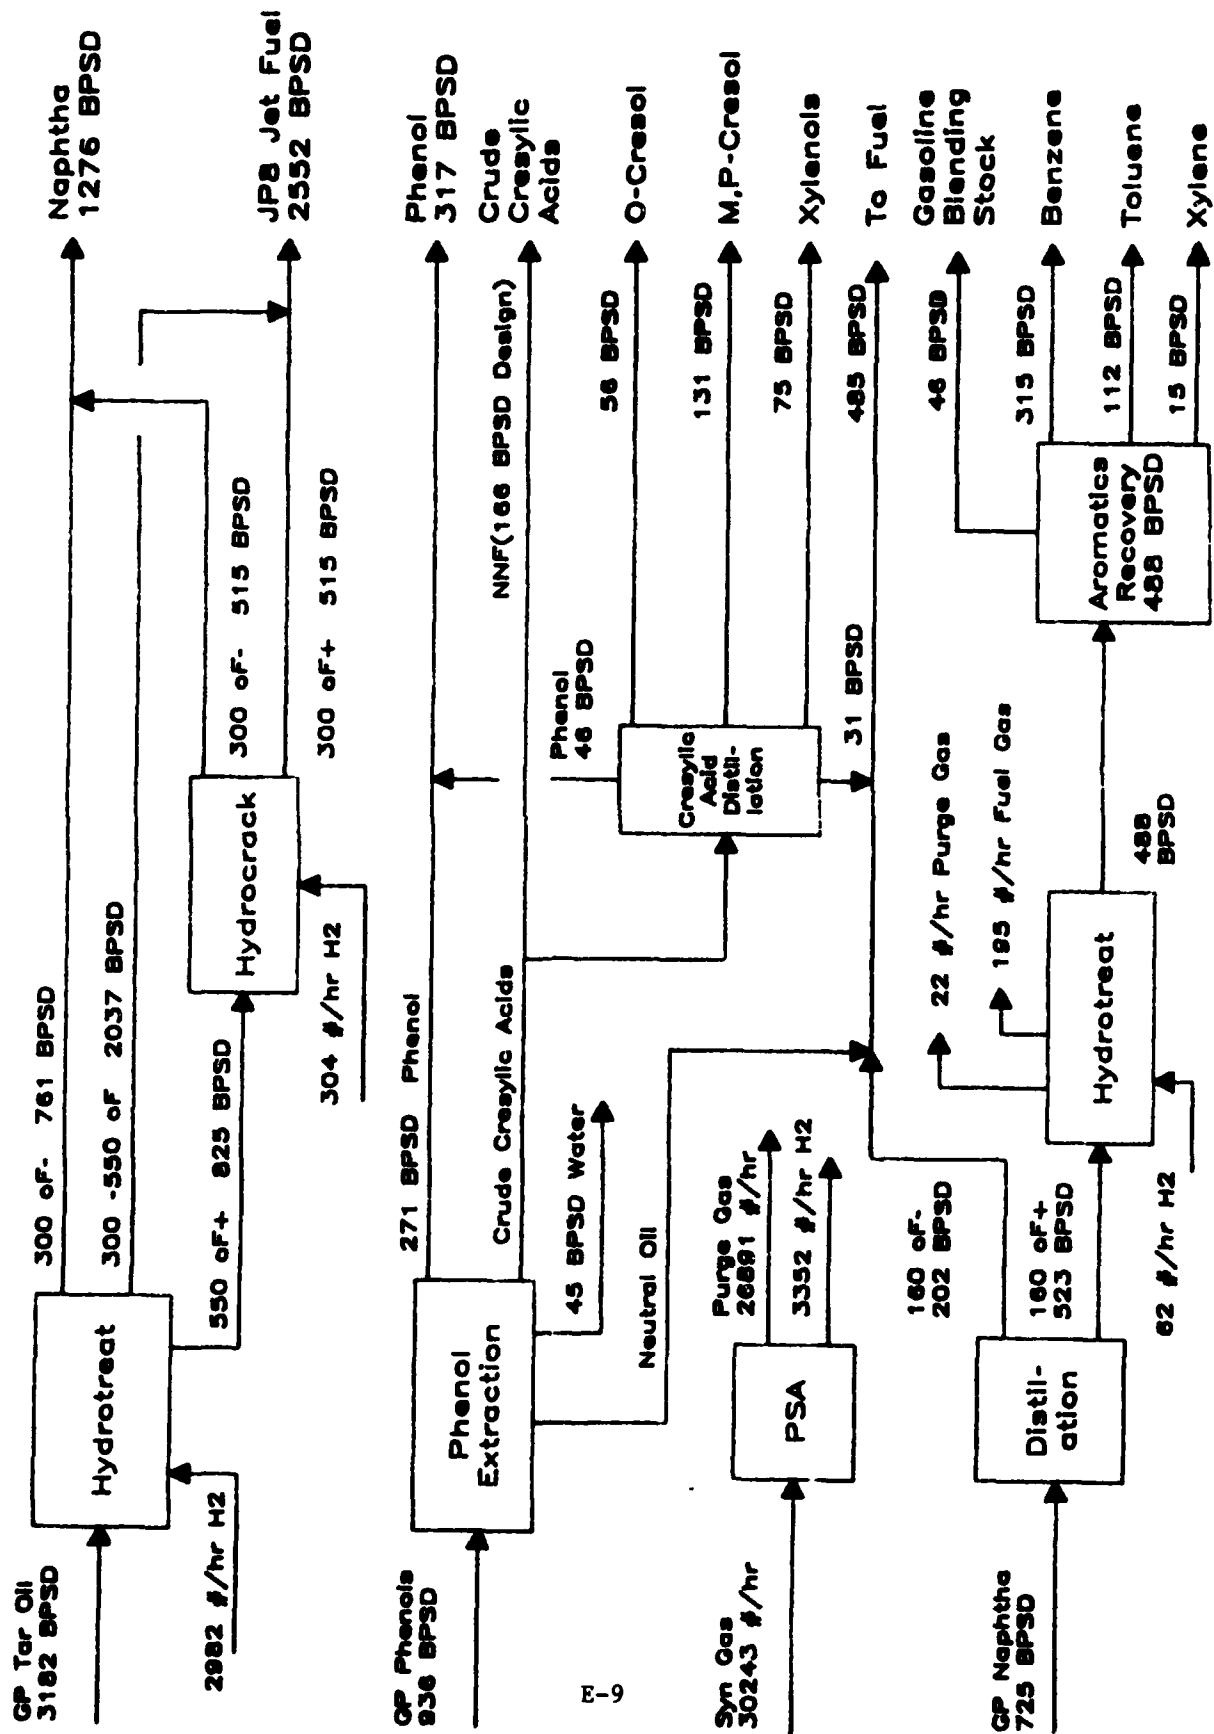 GP Tar Oil
3182 BPSD
2982 #/hr H2
Hydrotreat
300 oF- 761 BPSD
300 -550 oF 2037 BPSD
550 oF+ 825 BPSD
304 #/hr H2
Hydrocrack
300 oF- 515 BPSD
300 oF+ 515 BPSD
Naphtha
1276 BPSD
JP8 Jet Fuel
2552 BPSD
GP Phenols
936 BPSD
Phenol
Extraction
271 BPSD Phenol
Crude Cresylic Acids
45 BPSD Water
Neutral Oil
NNF(166 BPSD Design)
Phenol
46 BPSD
Cresylic
Acid
Distil-
lation
56 BPSD
131 BPSD
75 BPSD
31 BPSD
485 BPSD
Phenol
317 BPSD
Crude
Cresylic
Acids
O-Cresol
M,P-Cresol
Xylenols
To Fuel
Syn Gas
30243 #/hr
PSA
Purge Gas
26891 #/hr
3352 #/hr H2
GP Naphtha
725 BPSD
Distil-
ation
160 oF-
202 BPSD
160 oF+
523 BPSD
62 #/hr H2
Hydrotreat
22 #/hr Purge Gas
195 #/hr Fuel Gas
488
BPSD
Aromatics
Recovery
488 BPSD
46 BPSD
315 BPSD
112 BPSD
15 BPSD
Gasoline
Blending
Stock
Benzene
Toluene
Xylene
E-9